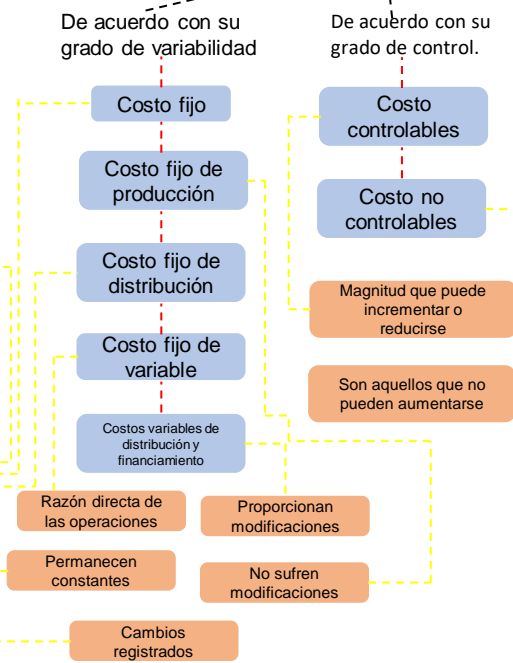 De acuerdo con su
grado de variabilidad
Costo fijo
Costo fijo de
producción
Costo fijo de
distribución
Costo fijo de
variable
Costos variables de
distribución y
financiamiento
Razón directa de
las operaciones
Permanecen
constantes
Cambios
registrados
Proporcionan
modificaciones
No sufren
modificaciones
De acuerdo con su
grado de control.
Costo
controlables
Costo no
controlables
Magnitud que puede
incrementar o
reducirse
Son aquellos que no
pueden aumentarse